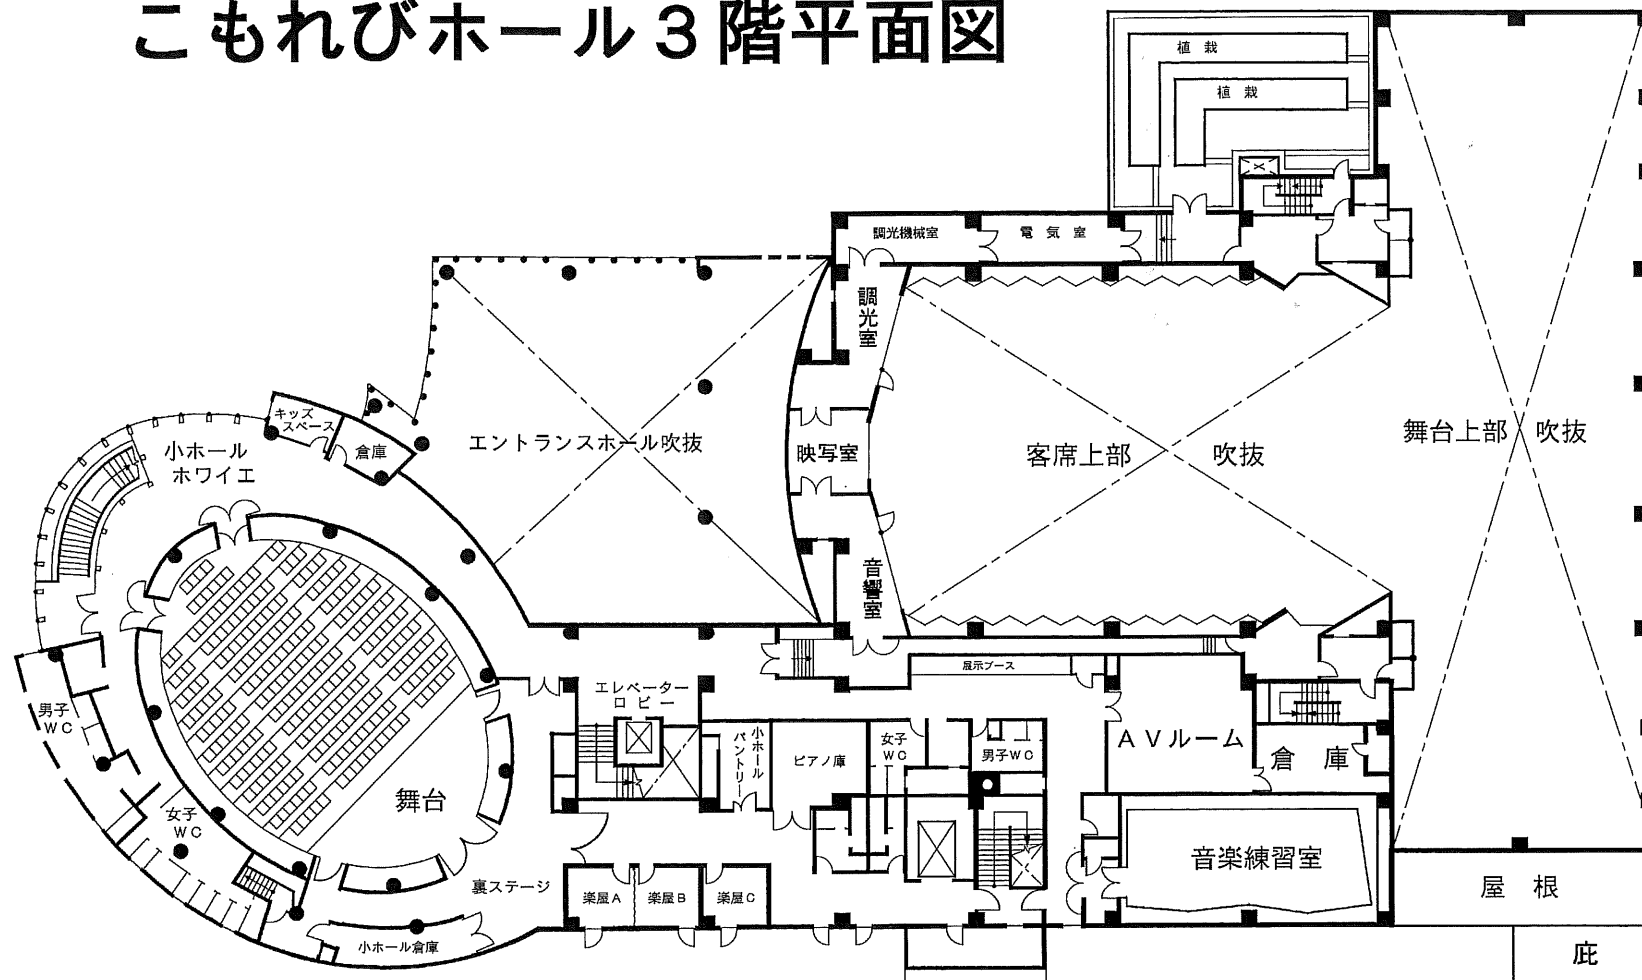 こもれびホール3階平面図
植栽
植栽
調光機械室
電気室
調光室
キッズ
スペース
倉庫
小ホール
ホワイエ
エントランスホール吹抜
映写室
客席上部 吹抜
舞台上部 吹抜
音響室
展示ブース
エレベーター
ロビー
男子
WC
小ホール
パントリー
ピアノ庫
女子
WC
男子WC
AVルーム
倉庫
舞台
女子
WC
音楽練習室
裏ステージ
楽屋A
楽屋B
楽屋C
屋根
小ホール倉庫
庇